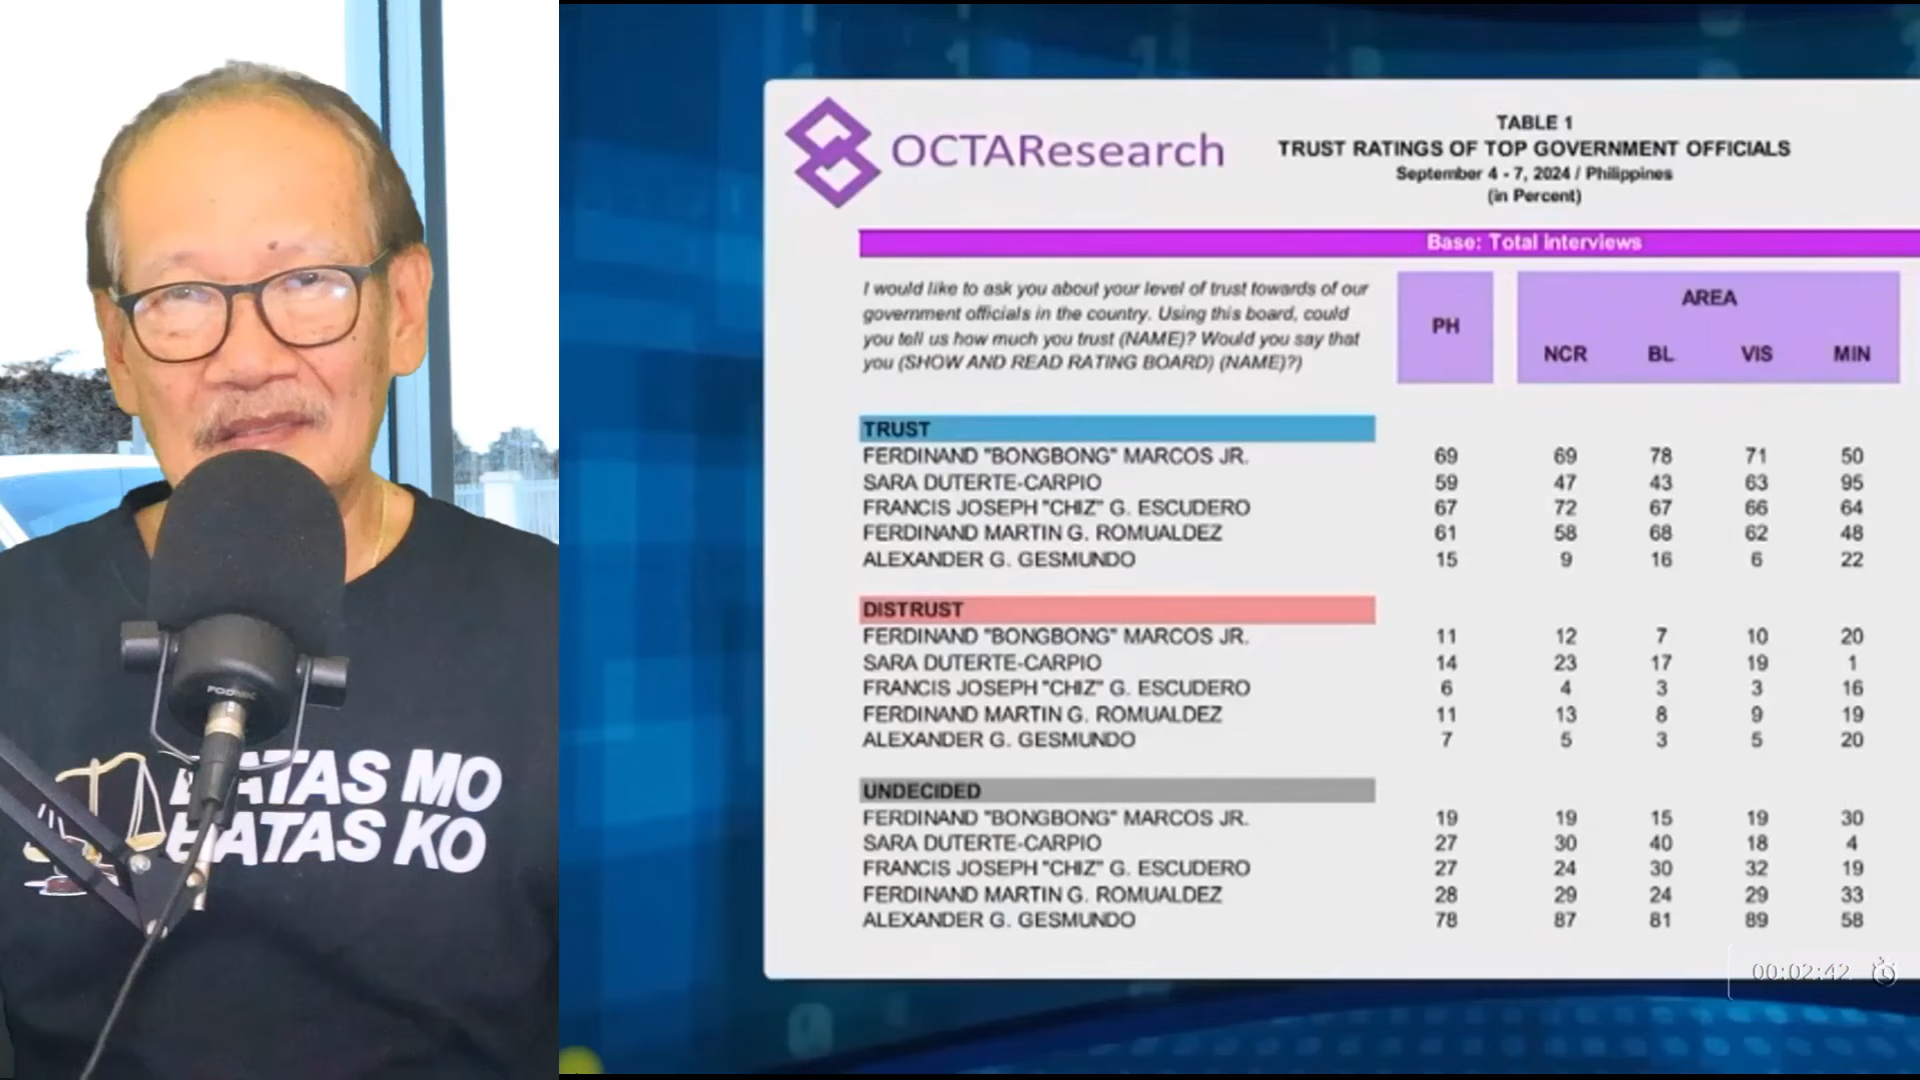 OCTAResearch
TABLE 1
TRUST RATINGS OF TOP GOVERNMENT OFFICIALS
September 4 - 7, 2024 / Philippines
(in Percent)
Base: Total Interviews
I would like to ask you about your level of trust towards of our
government officials in the country. Using this board, could
you tell us how much you trust (NAME)? Would you say that
you (SHOW AND READ RATING BOARD) (NAME)?)
PH
AREA
NCR BL VIS MIN
TRUST
FERDINAND "BONGBONG" MARCOS JR. 69 69 78 71 50
SARA DUTERTE-CARPIO 59 47 43 63 95
FRANCIS JOSEPH "CHIZ" G. ESCUDERO 67 72 67 66 64
FERDINAND MARTIN G. ROMUALDEZ 61 58 68 62 48
ALEXANDER G. GESMUNDO 15 9 16 6 22
DISTRUST
FERDINAND "BONGBONG" MARCOS JR. 11 12 7 10 20
SARA DUTERTE-CARPIO 14 23 17 19 1
FRANCIS JOSEPH "CHIZ" G. ESCUDERO 6 4 3 3 16
FERDINAND MARTIN G. ROMUALDEZ 11 13 8 9 19
ALEXANDER G. GESMUNDO 7 5 3 5 20
UNDECIDED
FERDINAND "BONGBONG" MARCOS JR. 19 19 15 19 30
SARA DUTERTE-CARPIO 27 30 40 18 4
FRANCIS JOSEPH "CHIZ" G. ESCUDERO 27 24 30 32 19
FERDINAND MARTIN G. ROMUALDEZ 28 29 24 29 33
ALEXANDER G. GESMUNDO 78 87 81 89 58
00:02:42
PODMIC
BATAS MO
BATAS KO